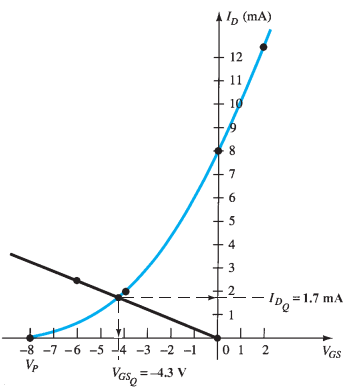 I_D (mA)
12
11
10
9
8
7
6
5
4
3
2
I_DQ = 1.7 mA
1
-8 -7 -6 -5 -4 -3 -2 -1 0 1 2 V_GS
V_P
V_GSQ = -4.3 V